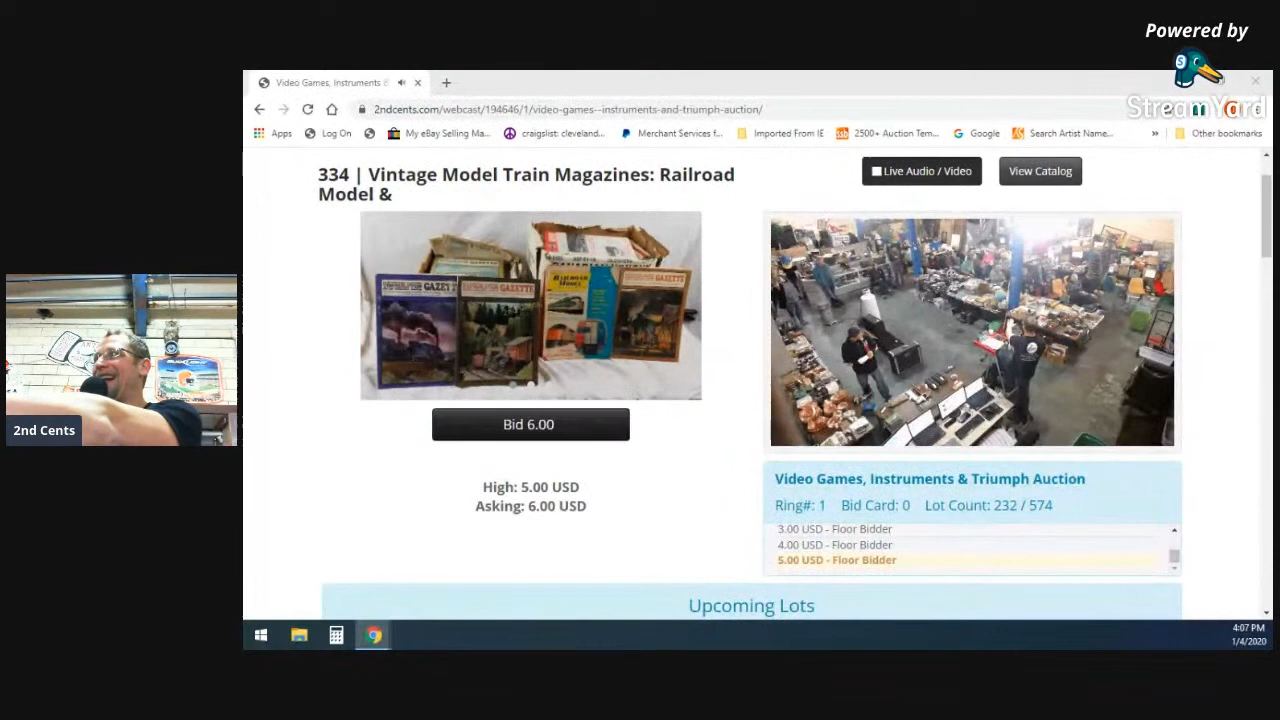 Powered by
StreamYard
Video Games, Instruments &
2ndcents.com/webcast/194646/1/video-games--instruments-and-triumph-auction/
Apps
Log On
My eBay Selling Ma...
craigslist: cleveland...
Merchant Services f...
Imported From IE
2500+ Auction Tem...
Google
Search Artist Name...
»
Other bookmarks
334 | Vintage Model Train Magazines: Railroad
Model &
Live Audio / Video
View Catalog
GAZETTE
RAILROAD
MODEL
GAZETTE
Bid 6.00
High: 5.00 USD
Asking: 6.00 USD
2nd Cents
Video Games, Instruments & Triumph Auction
Ring#: 1 Bid Card: 0 Lot Count: 232 / 574
3.00 USD - Floor Bidder
4.00 USD - Floor Bidder
5.00 USD - Floor Bidder
Upcoming Lots
4:07 PM
1/4/2020